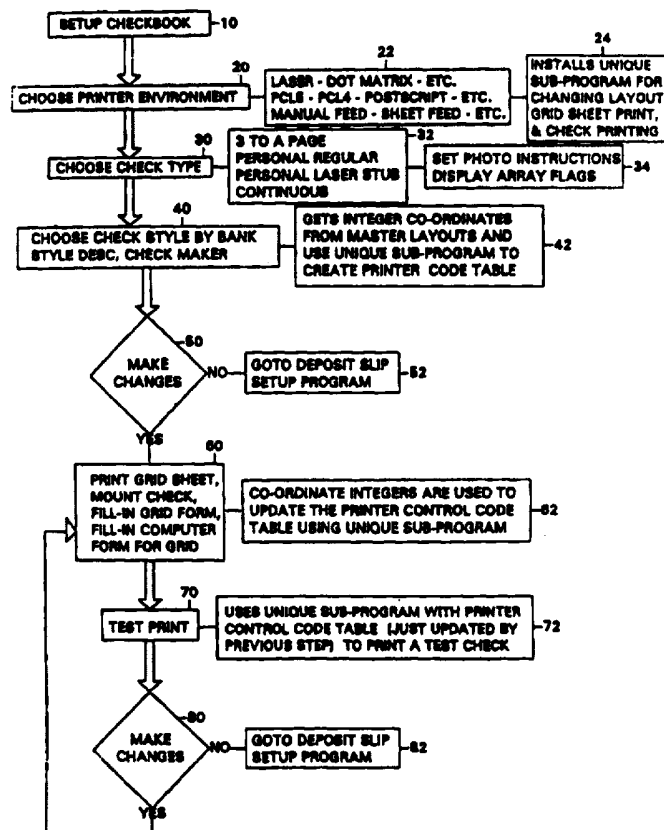 SETUP CHECKBOOK
10
20
CHOOSE PRINTER ENVIRONMENT
22
LASER - DOT MATRIX - ETC.
PCL5 - PCL4 - POSTSCRIPT - ETC.
MANUAL FEED - SHEET FEED - ETC.
24
INSTALLS UNIQUE
SUB-PROGRAM FOR
CHANGING LAYOUT
GRID SHEET PRINT,
& CHECK PRINTING
30
CHOOSE CHECK TYPE
32
3 TO A PAGE
PERSONAL REGULAR
PERSONAL LASER STUB
CONTINUOUS
SET PHOTO INSTRUCTIONS
DISPLAY ARRAY FLAGS
34
40
CHOOSE CHECK STYLE BY BANK
STYLE DESC, CHECK MAKER
GETS INTEGER CO-ORDINATES
FROM MASTER LAYOUTS AND
USE UNIQUE SUB-PROGRAM TO
CREATE PRINTER CODE TABLE
42
50
MAKE
CHANGES
NO
GOTO DEPOSIT SLIP
SETUP PROGRAM
52
YES
60
PRINT GRID SHEET,
MOUNT CHECK,
FILL-IN GRID FORM,
FILL-IN COMPUTER
FORM FOR GRID
CO-ORDINATE INTEGERS ARE USED TO
UPDATE THE PRINTER CONTROL CODE
TABLE USING UNIQUE SUB-PROGRAM
62
70
TEST PRINT
USES UNIQUE SUB-PROGRAM WITH PRINTER
CONTROL CODE TABLE (JUST UPDATED BY
PREVIOUS STEP) TO PRINT A TEST CHECK
72
80
MAKE
CHANGES
NO
GOTO DEPOSIT SLIP
SETUP PROGRAM
82
YES